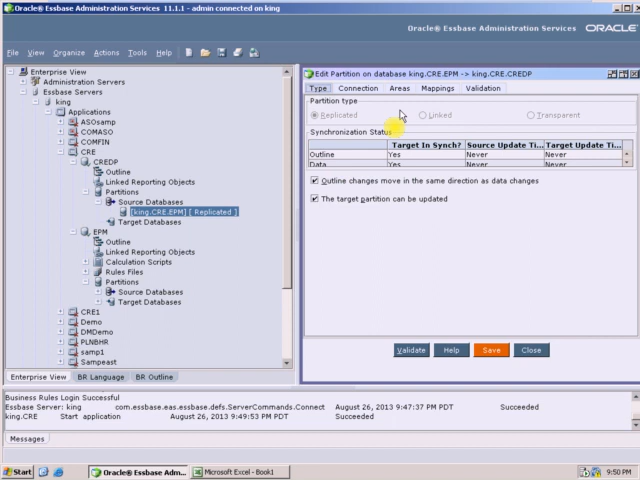 Oracle® Essbase Administration Services 11.1.1 - admin connected on king
Oracle® Essbase Administration Services ORACLE
File View Organize Actions Tools Help
Enterprise View
Administration Servers
Essbase Servers
king
Applications
ASOsamp
COMASO
COMFIN
CRE
CREDP
Outline
Linked Reporting Objects
Partitions
Source Databases
[king.CRE.EPM] [ Replicated ]
Target Databases
EPM
Outline
Linked Reporting Objects
Calculation Scripts
Rules Files
Partitions
Source Databases
Target Databases
CRE1
Demo
DMDemo
PLNBHR
samp1
Sampeast
Enterprise View BR Language BR Outline
Edit Partition on database king.CRE.EPM -> king.CRE.CREDP
Type Connection Areas Mappings Validation
Partition type
Replicated Linked Transparent
Synchronization Status
Target In Synch? Source Update Ti... Target Update Tim...
Outline Yes Never Never
Data Yes Never Never
Outline changes move in the same direction as data changes
The target partition can be updated
Validate Help Save Close
Business Rules Login Successful
Essbase Server: king com.essbase.eas.essbase.defs.ServerCommands.Connect August 26, 2013 9:47:37 PM PDT Succeeded
king.CRE Start application August 26, 2013 9:49:53 PM PDT Succeeded
Messages
Start Oracle® Essbase Adm... Microsoft Excel - Book1 9:50 PM